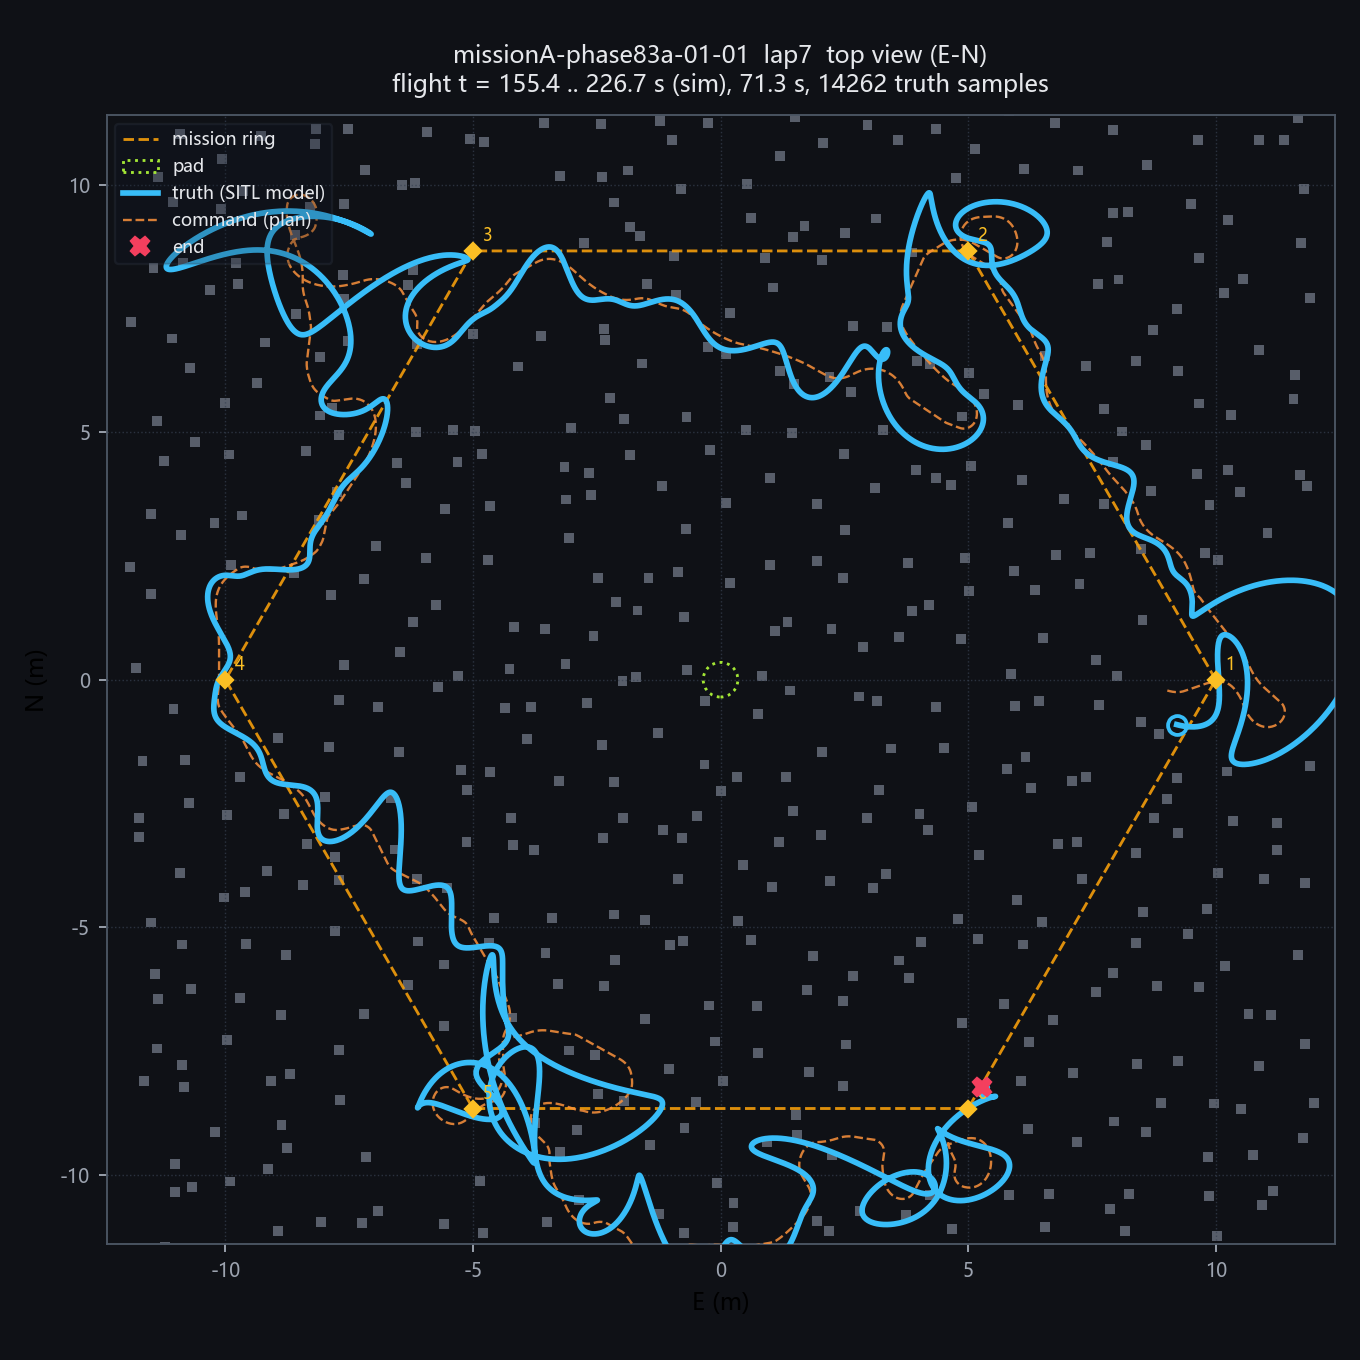 missionA-phase83a-01-01 lap7 top view (E-N)
flight t = 155.4 .. 226.7 s (sim), 71.3 s, 14262 truth samples
mission ring
pad
truth (SITL model)
command (plan)
end
3
2
1
4
5
10
5
0
-5
-10
N (m)
-10
-5
0
5
10
E (m)